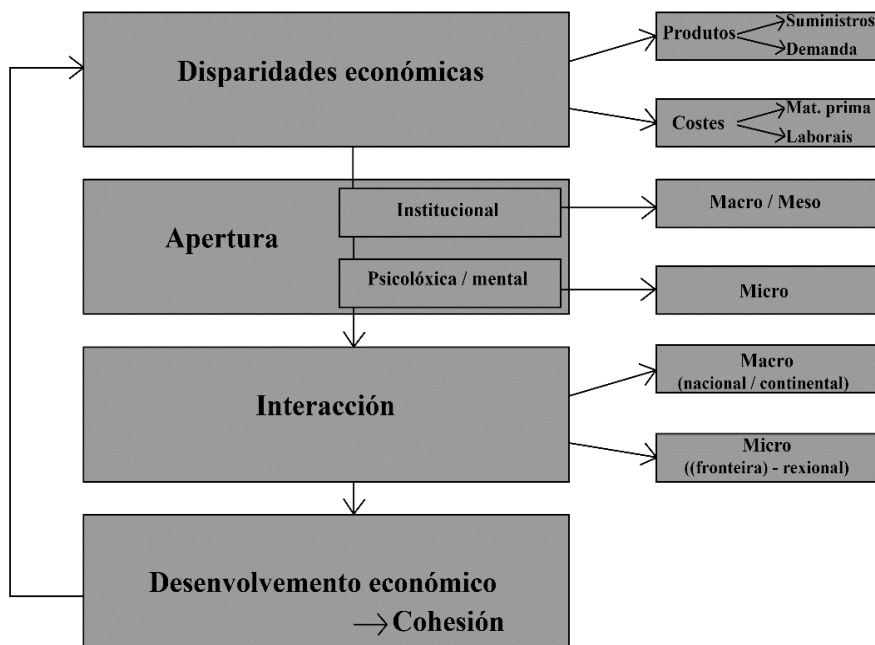 Disparidades económicas
Produtos
Suministros
Demanda
Costes
Mat. prima
Laborais
Apertura
Institucional
Psicolóxica / mental
Macro / Meso
Micro
Interacción
Macro
(nacional / continental)
Micro
((fronteira) - rexional)
Desenvolvemento económico
Cohesión